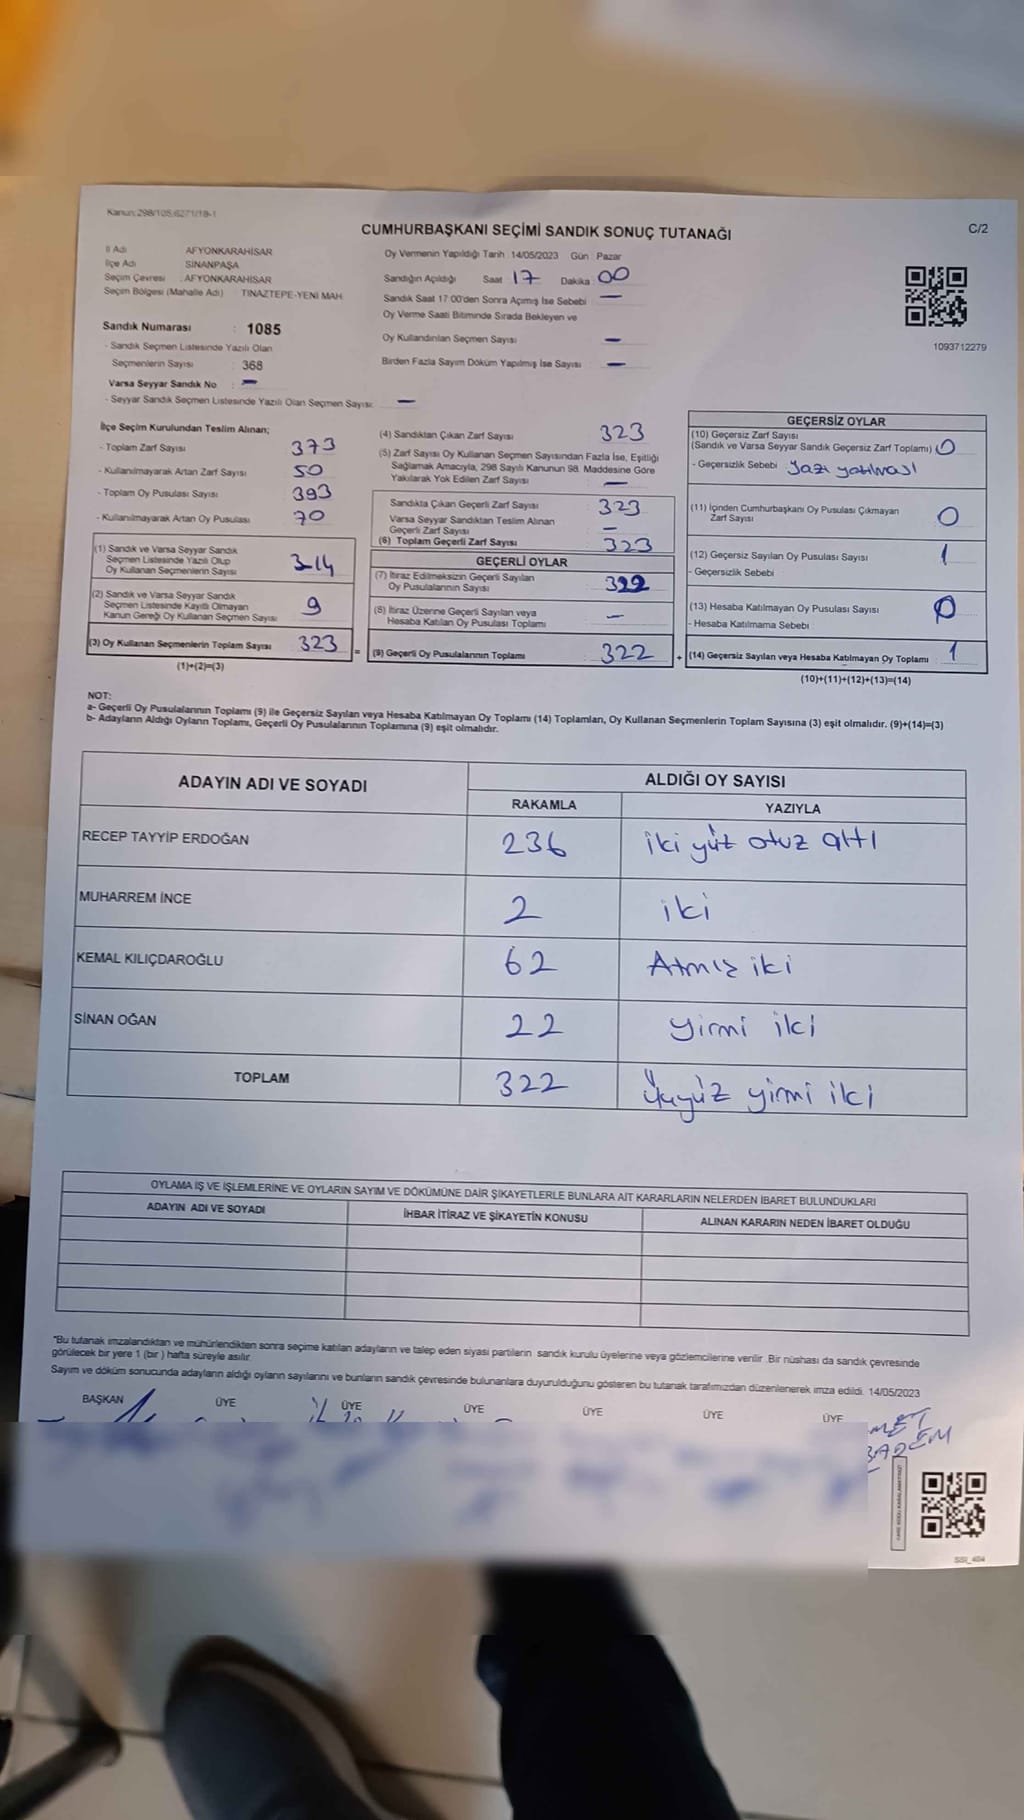 Kanun:298/105,6271/18-1
CUMHURBAŞKANI SEÇİMİ SANDIK SONUÇ TUTANAĞI
C/2
İl Adı AFYONKARAHİSAR
İlçe Adı SİNANPAŞA
Seçim Çevresi : AFYONKARAHİSAR
Seçim Bölgesi (Mahalle Adı) TINAZTEPE-YENİ MAH.
Sandık Numarası : 1085
- Sandık Seçmen Listesinde Yazılı Olan
Seçmenlerin Sayısı : 368
Varsa Seyyar Sandık No : –
- Seyyar Sandık Seçmen Listesinde Yazılı Olan Seçmen Sayısı: –
Oy Vermenin Yapıldığı Tarih 14/05/2023 Gün Pazar
Sandığın Açıldığı Saat 17 Dakika 00
Sandık Saat 17:00'den Sonra Açımış İse Sebebi –
Oy Verme Saati Bitiminde Sırada Bekleyen ve
Oy Kullandırılan Seçmen Sayısı –
Birden Fazla Sayım Döküm Yapılmış İse Sayısı –
1093712279
İlçe Seçim Kurulundan Teslim Alınan;
- Toplam Zarf Sayısı 373
- Kullanılmayarak Artan Zarf Sayısı 50
- Toplam Oy Pusulası Sayısı 393
- Kullanılmayarak Artan Oy Pusulası 70
(1) Sandık ve Varsa Seyyar Sandık
Seçmen Listesinde Yazılı Olup
Oy Kullanan Seçmenlerin Sayısı 314
(2) Sandık ve Varsa Seyyar Sandık
Seçmen Listesinde Kayıtlı Olmayan
Kanun Gereği Oy Kullanan Seçmen Sayısı 9
(3) Oy Kullanan Seçmenlerin Toplam Sayısı 323
(1)+(2)=(3)
=
(4) Sandıktan Çıkan Zarf Sayısı 323
(5) Zarf Sayısı Oy Kullanan Seçmen Sayısından Fazla İse, Eşitliği
Sağlamak Amacıyla, 298 Sayılı Kanunun 98. Maddesine Göre
Yakılarak Yok Edilen Zarf Sayısı –
Sandıkta Çıkan Geçerli Zarf Sayısı 323
Varsa Seyyar Sandıktan Teslim Alınan
Geçerli Zarf Sayısı –
(6) Toplam Geçerli Zarf Sayısı 323
GEÇERLİ OYLAR
(7) İtiraz Edilmeksizin Geçerli Sayılan
Oy Pusulalarının Sayısı 322
(8) İtiraz Üzerine Geçerli Sayılan veya
Hesaba Katılan Oy Pusulası Toplamı –
(9) Geçerli Oy Pusulalarının Toplamı 322
+
GEÇERSİZ OYLAR
(10) Geçersiz Zarf Sayısı
(Sandık ve Varsa Seyyar Sandık Geçersiz Zarf Toplamı) 0
- Geçersizlik Sebebi yazı yazılması
(11) İçinden Cumhurbaşkanı Oy Pusulası Çıkmayan
Zarf Sayısı 0
(12) Geçersiz Sayılan Oy Pusulası Sayısı 1
- Geçersizlik Sebebi
(13) Hesaba Katılmayan Oy Pusulası Sayısı 0
- Hesaba Katılmama Sebebi
(14) Geçersiz Sayılan veya Hesaba Katılmayan Oy Toplamı 1
(10)+(11)+(12)+(13)=(14)
NOT:
a- Geçerli Oy Pusulalarının Toplamı (9) ile Geçersiz Sayılan veya Hesaba Katılmayan Oy Toplamı (14) Toplamları, Oy Kullanan Seçmenlerin Toplam Sayısına (3) eşit olmalıdır. (9)+(14)=(3)
b- Adayların Aldığı Oyların Toplamı, Geçerli Oy Pusulalarının Toplamına (9) eşit olmalıdır.
ADAYIN ADI VE SOYADI
ALDIĞI OY SAYISI
RAKAMLA YAZIYLA
RECEP TAYYİP ERDOĞAN 236 iki yüz otuz altı
MUHARREM İNCE 2 iki
KEMAL KILIÇDAROĞLU 62 Atmış iki
SİNAN OĞAN 22 yirmi iki
TOPLAM 322 Üçyüz yirmi iki
OYLAMA İŞ VE İŞLEMLERİNE VE OYLARIN SAYIM VE DÖKÜMÜNE DAİR ŞİKAYETLERLE BUNLARA AİT KARARLARIN NELERDEN İBARET BULUNDUKLARI
ADAYIN ADI VE SOYADI İHBAR İTİRAZ VE ŞİKAYETİN KONUSU ALINAN KARARIN NEDEN İBARET OLDUĞU
"Bu tutanak imzalandıktan ve mühürlendikten sonra seçime katılan adayların ve talep eden siyasi partilerin sandık kurulu üyelerine veya gözlemcilerine verilir. Bir nüshası da sandık çevresinde
görülecek bir yere 1 (bir ) hafta süreyle asılır.
Sayım ve döküm sonucunda adayların aldığı oyların sayılarını ve bunların sandık çevresinde bulunanlara duyurulduğunu gösteren bu tutanak tarafımızdan düzenlenerek imza edildi. 14/05/2023
BAŞKAN ÜYE ÜYE ÜYE ÜYE ÜYE ÜYE
SSI_404